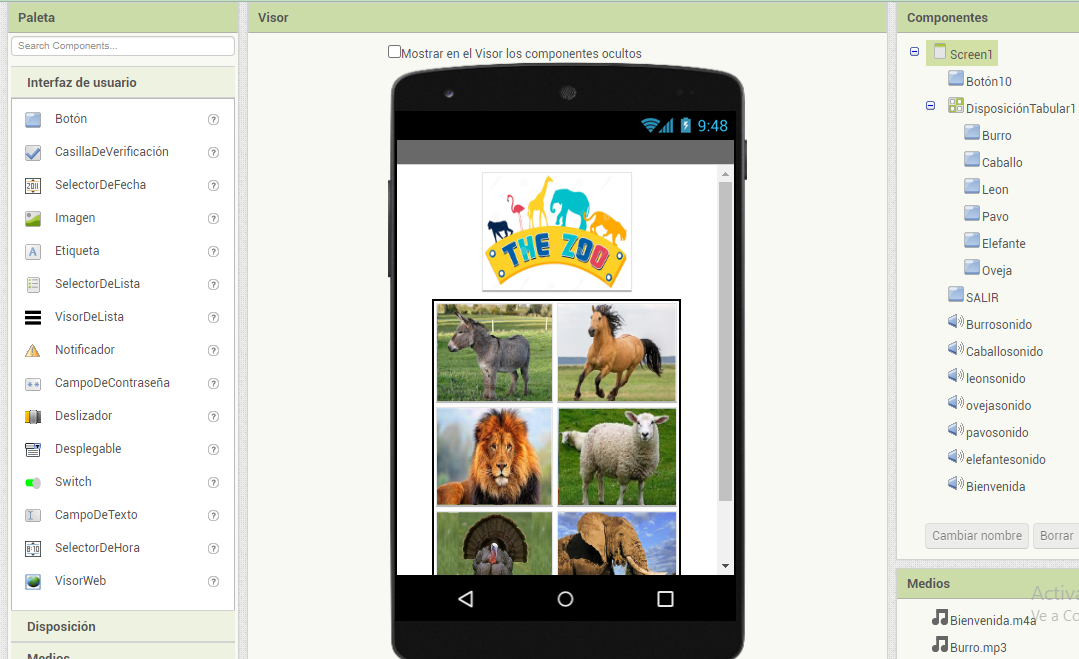 Paleta
Search Components...
Interfaz de usuario
Botón ?
CasillaDeVerificación ?
SelectorDeFecha ?
Imagen ?
Etiqueta ?
SelectorDeLista ?
VisorDeLista ?
Notificador ?
CampoDeContraseña ?
Deslizador ?
Desplegable ?
Switch ?
CampoDeTexto ?
SelectorDeHora ?
VisorWeb ?
Disposición
Medios
Visor
Mostrar en el Visor los componentes ocultos
9:48
THE ZOO
Componentes
Screen1
Botón10
DisposiciónTabular1
Burro
Caballo
Leon
Pavo
Elefante
Oveja
SALIR
Burrosonido
Caballosonido
leonsonido
ovejasonido
pavosonido
elefantesonido
Bienvenida
Cambiar nombre Borrar
Medios
Activa
Ve a Co
Bienvenida.m4a
Burro.mp3